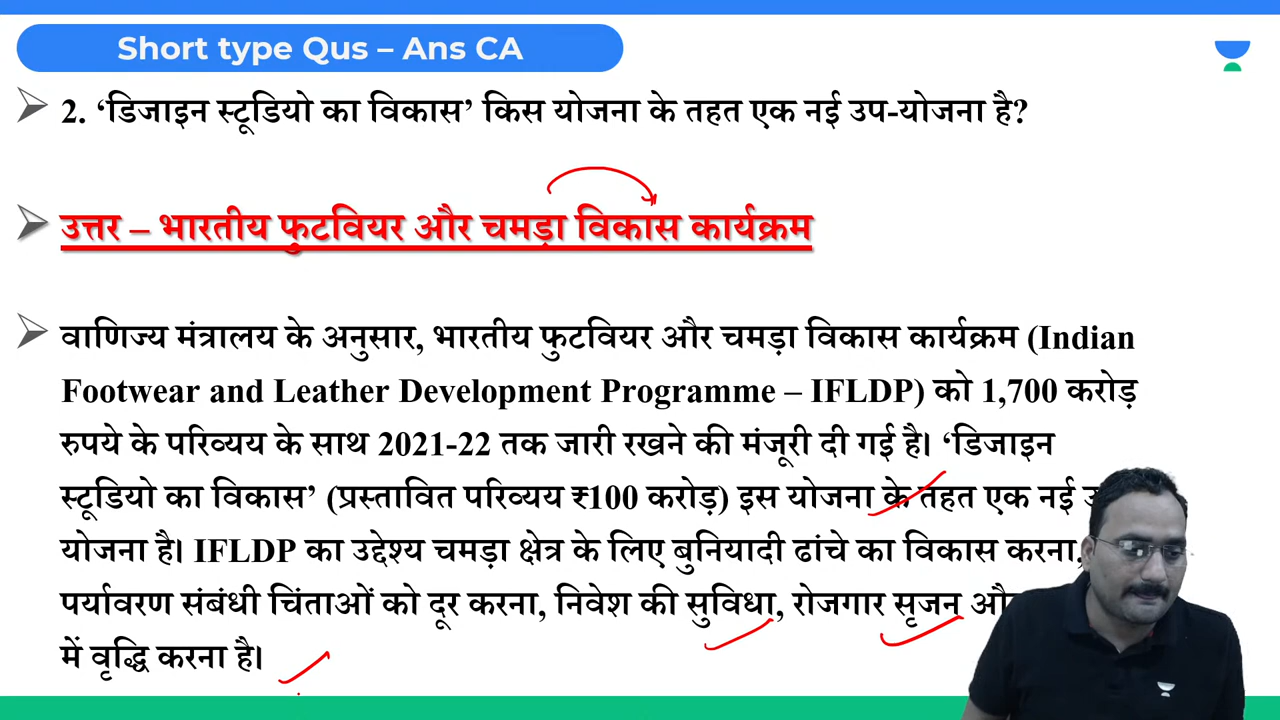 Short type Qus – Ans CA
2. ‘डिजाइन स्टूडियो का विकास’ किस योजना के तहत एक नई उप-योजना है?
उत्तर – भारतीय फुटवियर और चमड़ा विकास कार्यक्रम
वाणिज्य मंत्रालय के अनुसार, भारतीय फुटवियर और चमड़ा विकास कार्यक्रम (Indian
Footwear and Leather Development Programme – IFLDP) को 1,700 करोड़
रुपये के परिव्यय के साथ 2021-22 तक जारी रखने की मंजूरी दी गई है। ‘डिजाइन
स्टूडियो का विकास’ (प्रस्तावित परिव्यय ₹100 करोड़) इस योजना के तहत एक नई
योजना है। IFLDP का उद्देश्य चमड़ा क्षेत्र के लिए बुनियादी ढांचे का विकास करना,
पर्यावरण संबंधी चिंताओं को दूर करना, निवेश की सुविधा, रोजगार सृजन
में वृद्धि करना है।